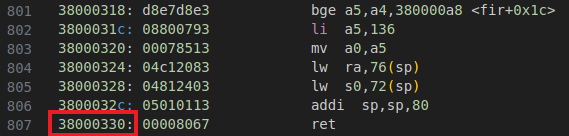 801 38000318: d8e7d8e3 bge a5,a4,380000a8 <fir+0x1c>
802 3800031c: 08800793 li a5,136
803 38000320: 00078513 mv a0,a5
804 38000324: 04c12083 lw ra,76(sp)
805 38000328: 04812403 lw s0,72(sp)
806 3800032c: 05010113 addi sp,sp,80
807 38000330: 00008067 ret